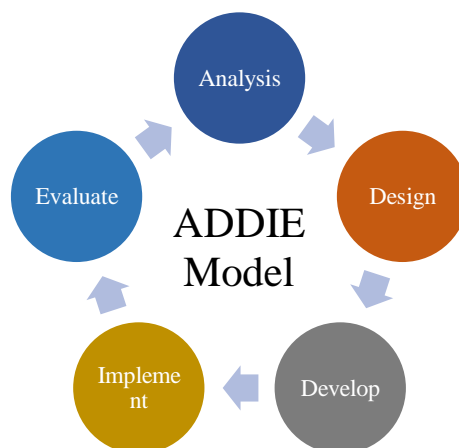 Analysis
Design
Develop
Impleme
nt
Evaluate
ADDIE
Model